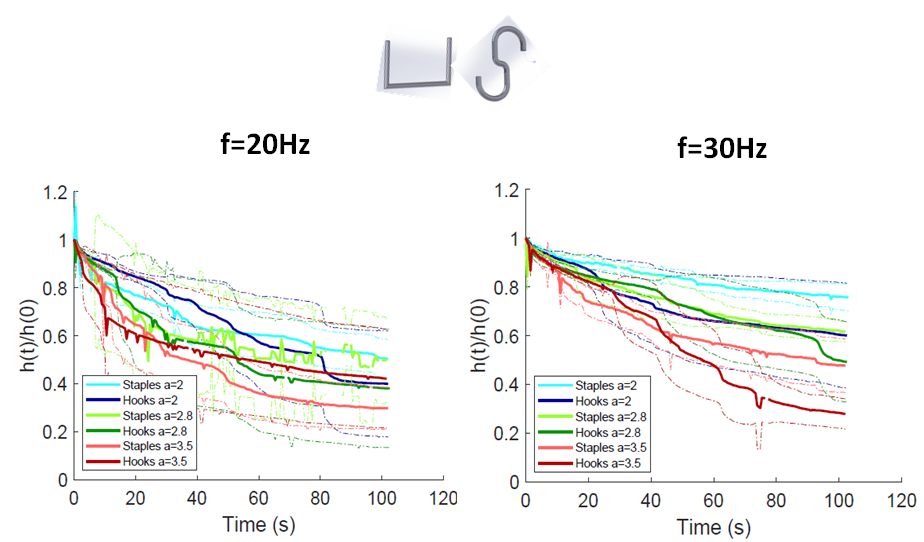 f=20Hz
f=30Hz
h(t)/h(0)
1.2
1
0.8
0.6
0.4
0.2
0
Staples a=2
Hooks a=2
Staples a=2.8
Hooks a=2.8
Staples a=3.5
Hooks a=3.5
0 20 40 60 80 100 120
Time (s)
h(t)/h(0)
1.2
1
0.8
0.6
0.4
0.2
0
Staples a=2
Hooks a=2
Staples a=2.8
Hooks a=2.8
Staples a=3.5
Hooks a=3.5
0 20 40 60 80 100 120
Time (s)